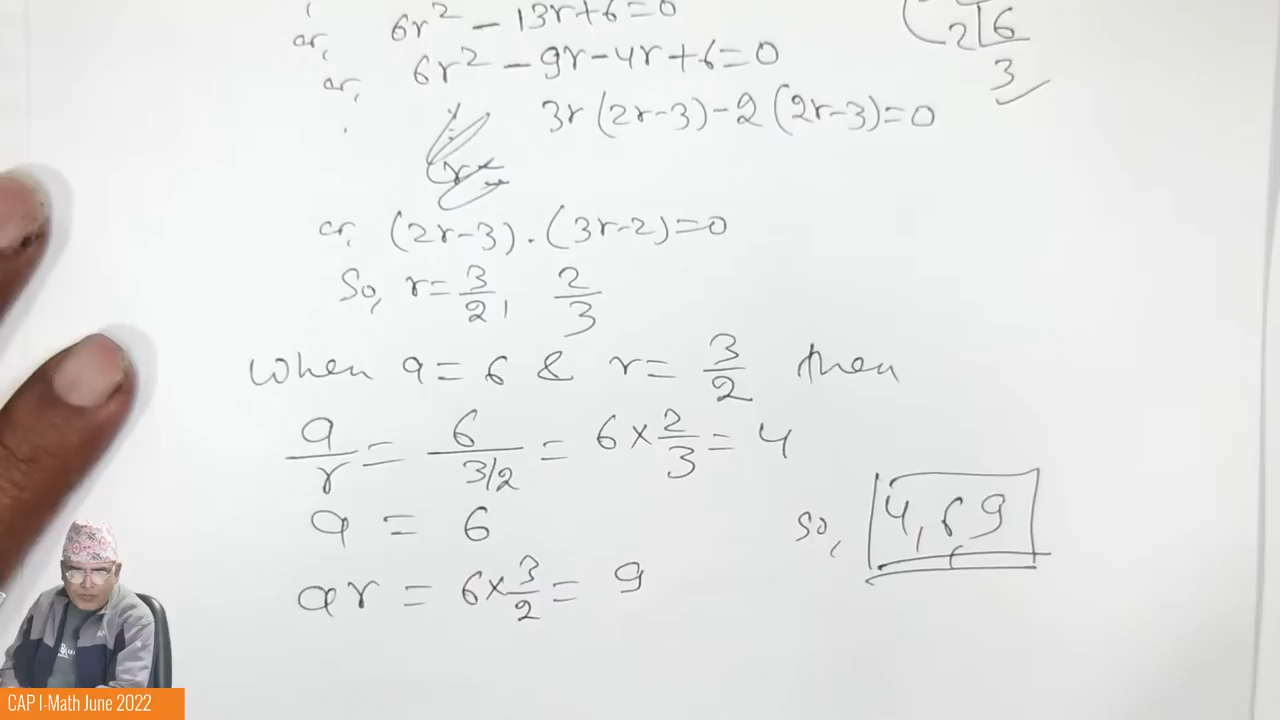 or, 6r² - 13r+6=0
or, 6r² - 9r-4r+6=0
2 6
3
3r(2r-3)-2(2r-3)=0
or, (2r-3).(3r-2)=0
So, r=3/2, 2/3
When a=6 & r=3/2 then
a/r = 6/(3/2) = 6×2/3 = 4
a = 6
So, 4,6,9
ar = 6×3/2 = 9
CAP I-Math June 2022